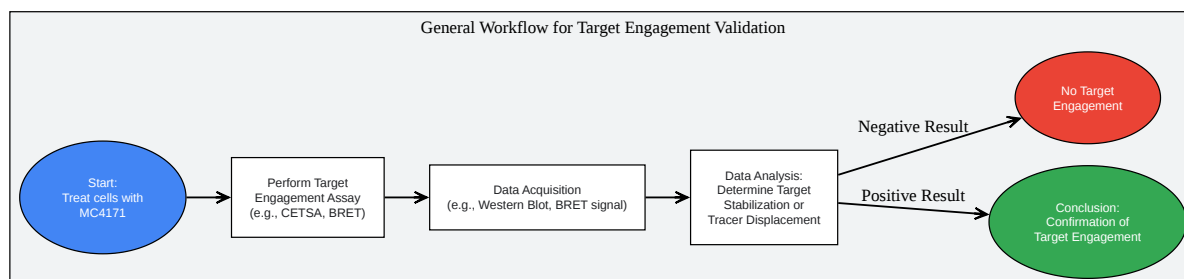 General Workflow for Target Engagement Validation
Start:
Treat cells with
MC4171
Perform Target
Engagement Assay
(e.g., CETSA, BRET)
Data Acquisition
(e.g., Western Blot, BRET signal)
Data Analysis:
Determine Target
Stabilization or
Tracer Displacement
Negative Result
No Target
Engagement
Positive Result
Conclusion:
Confirmation of
Target Engagement